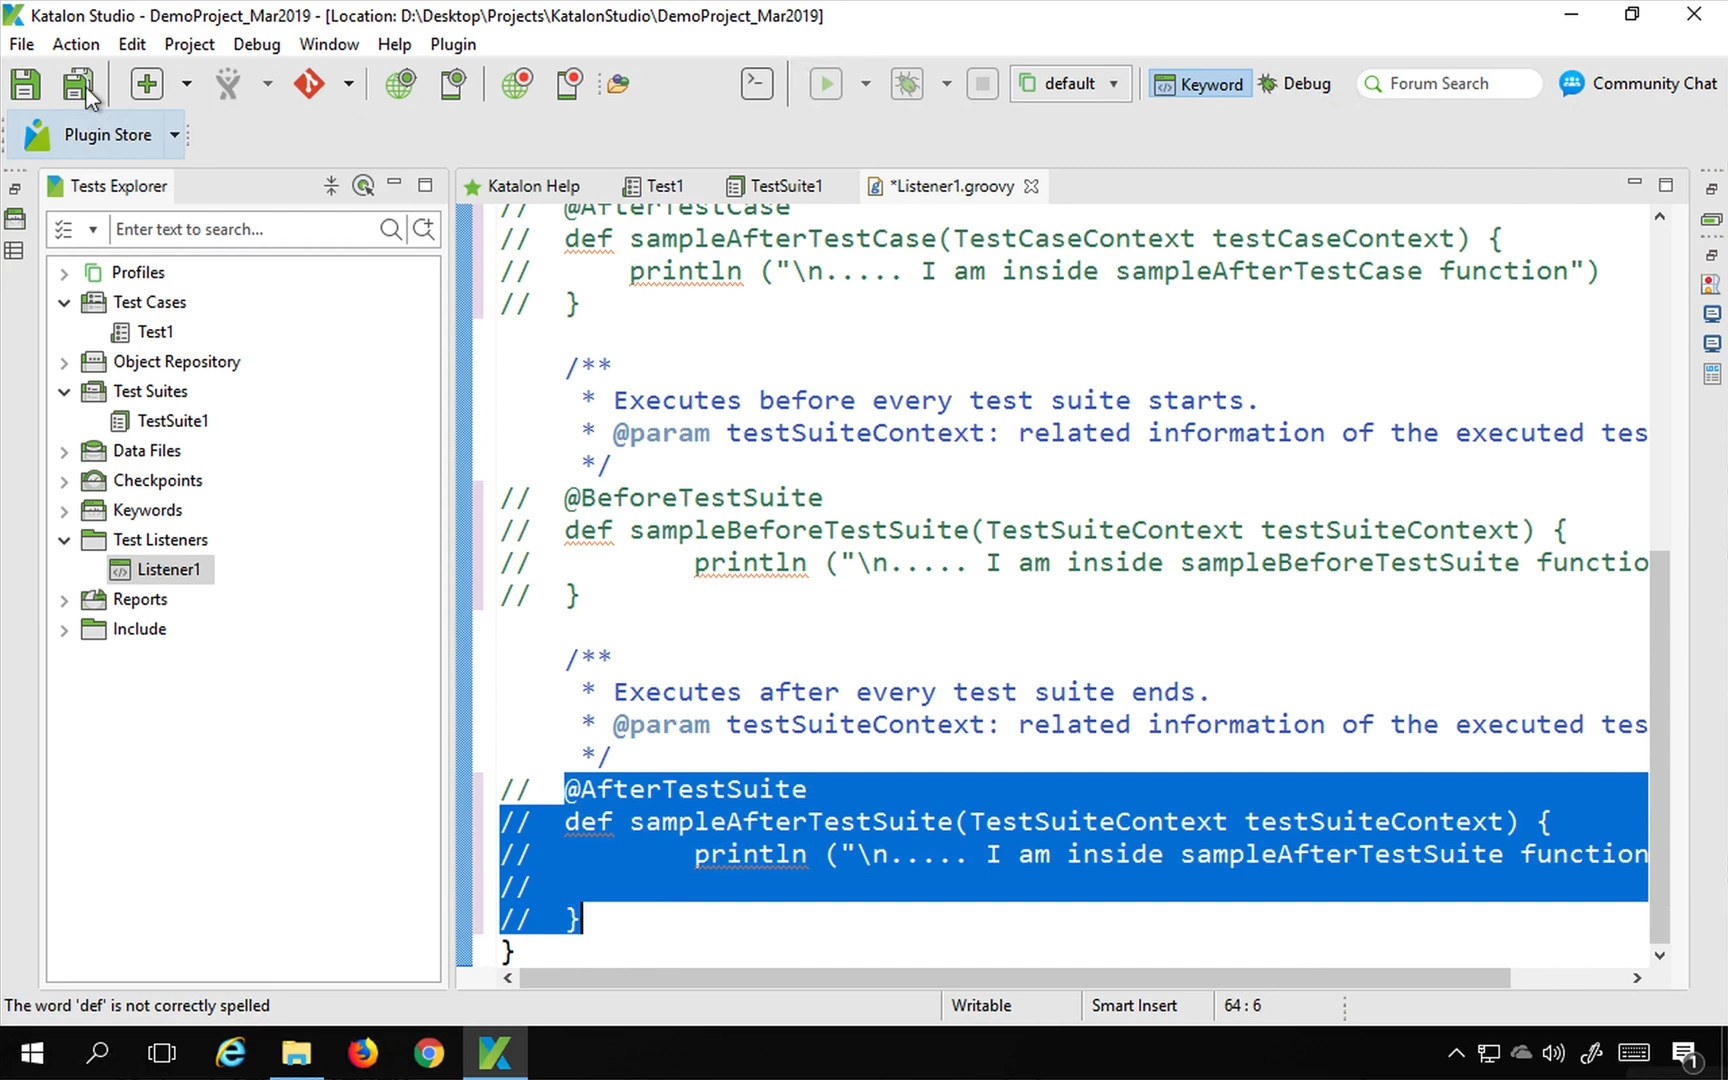 Katalon Studio - DemoProject_Mar2019 - [Location: D:\Desktop\Projects\KatalonStudio\DemoProject_Mar2019]
File Action Edit Project Debug Window Help Plugin
default Keyword Debug Forum Search Community Chat
Plugin Store
Tests Explorer
Katalon Help Test1 TestSuite1 *Listener1.groovy
Enter text to search...
Profiles
Test Cases
Test1
Object Repository
Test Suites
TestSuite1
Data Files
Checkpoints
Keywords
Test Listeners
Listener1
Reports
Include
// @AfterTestCase
// def sampleAfterTestCase(TestCaseContext testCaseContext) {
// println ("\n..... I am inside sampleAfterTestCase function")
// }
/**
* Executes before every test suite starts.
* @param testSuiteContext: related information of the executed tes
*/
// @BeforeTestSuite
// def sampleBeforeTestSuite(TestSuiteContext testSuiteContext) {
// println ("\n..... I am inside sampleBeforeTestSuite functio
// }
/**
* Executes after every test suite ends.
* @param testSuiteContext: related information of the executed tes
*/
// @AfterTestSuite
// def sampleAfterTestSuite(TestSuiteContext testSuiteContext) {
// println ("\n..... I am inside sampleAfterTestSuite function
//
// }
}
The word 'def' is not correctly spelled Writable Smart Insert 64 : 6
1